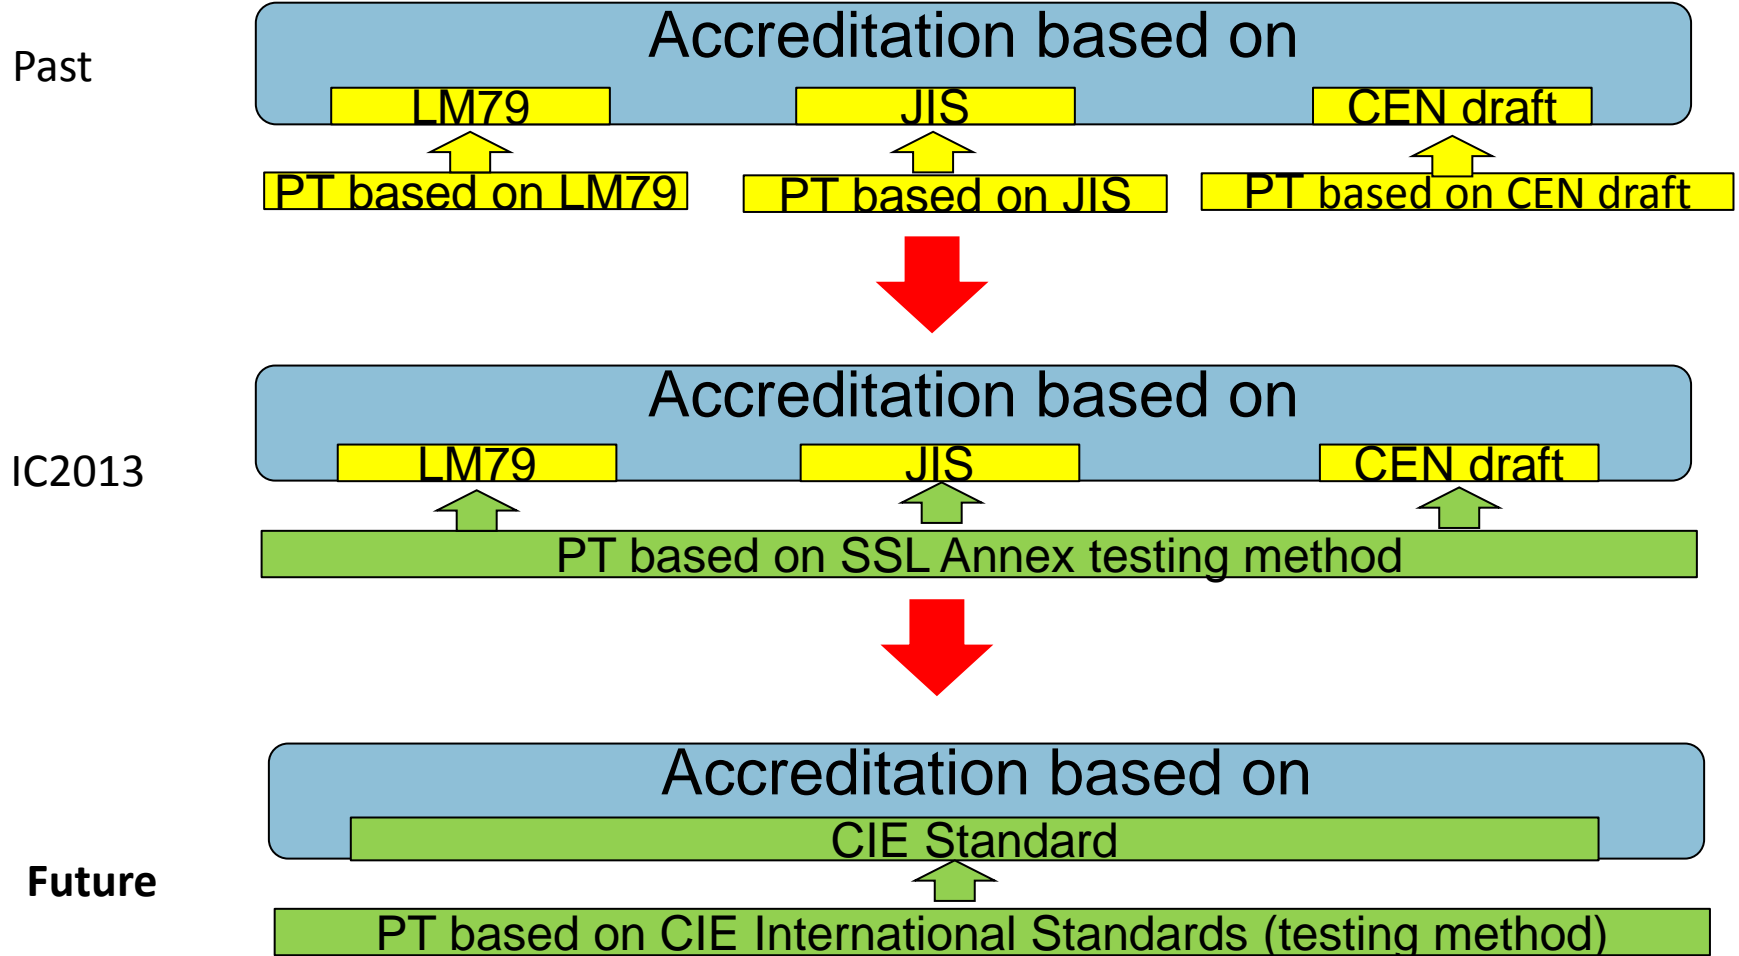 Past
Accreditation based on
LM79
JIS
CEN draft
PT based on LM79
PT based on JIS
PT based on CEN draft
IC2013
Accreditation based on
LM79
JIS
CEN draft
PT based on SSL Annex testing method
Future
Accreditation based on
CIE Standard
PT based on CIE International Standards (testing method)